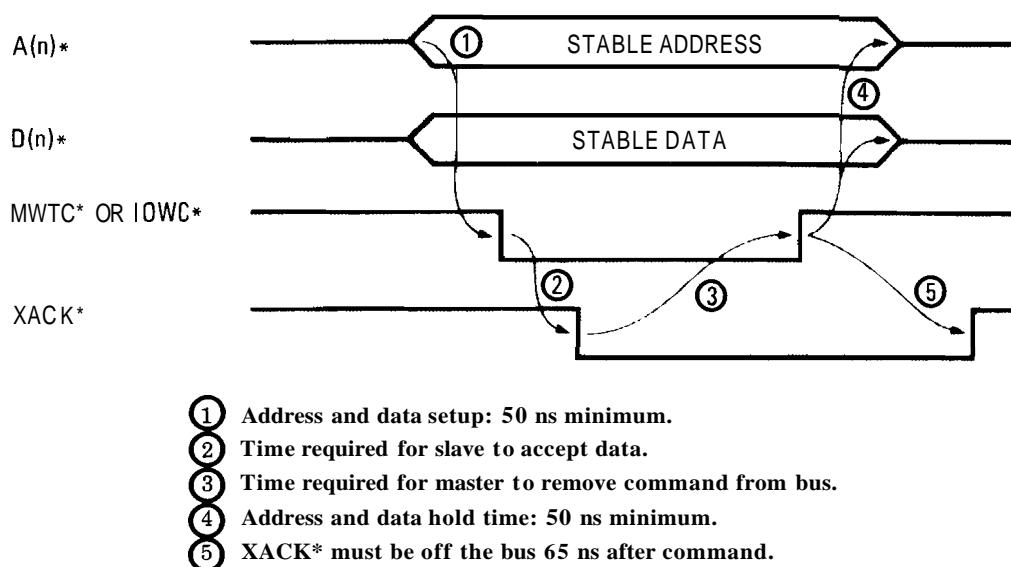 A(n)* ① STABLE ADDRESS
④
D(n)* STABLE DATA
MWTC* OR IOWC*
② ③ ⑤
XACK*
① Address and data setup: 50 ns minimum.
② Time required for slave to accept data.
③ Time required for master to remove command from bus.
④ Address and data hold time: 50 ns minimum.
⑤ XACK* must be off the bus 65 ns after command.